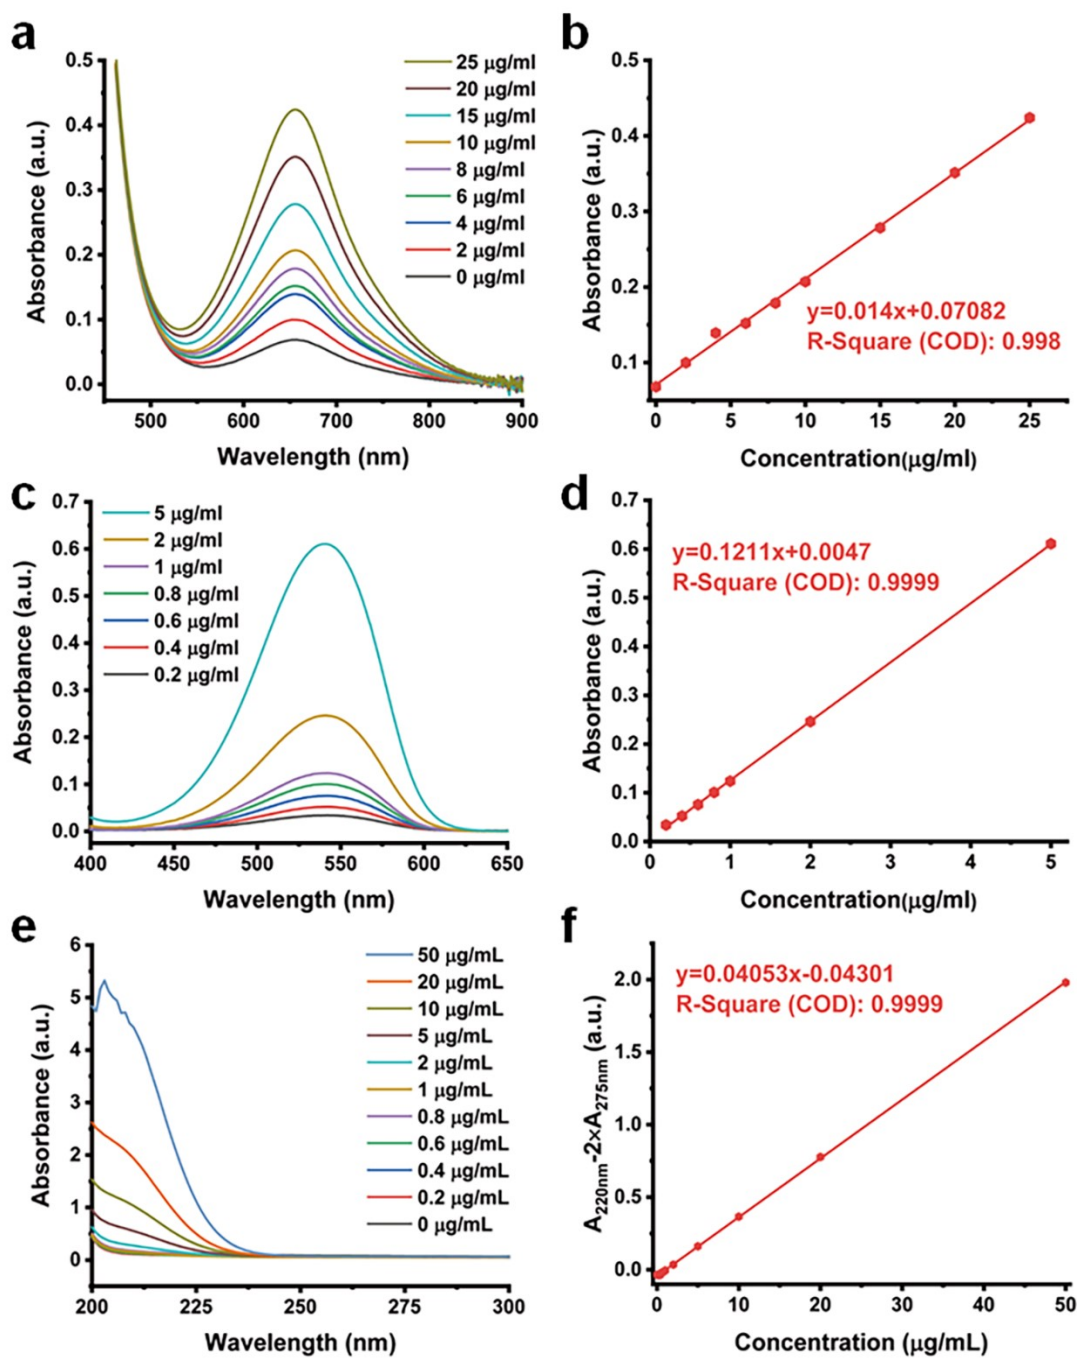 a
0.5
0.4
0.3
0.2
0.1
0.0
Absorbance (a.u.)
25 μg/ml
20 μg/ml
15 μg/ml
10 μg/ml
8 μg/ml
6 μg/ml
4 μg/ml
2 μg/ml
0 μg/ml
500 600 700 800 900
Wavelength (nm)
b
0.5
0.4
0.3
0.2
0.1
Absorbance (a.u.)
y=0.014x+0.07082
R-Square (COD): 0.998
0 5 10 15 20 25
Concentration(μg/ml)
c
0.7
0.6
0.5
0.4
0.3
0.2
0.1
0.0
Absorbance (a.u.)
5 μg/ml
2 μg/ml
1 μg/ml
0.8 μg/ml
0.6 μg/ml
0.4 μg/ml
0.2 μg/ml
400 450 500 550 600 650
Wavelength (nm)
d
0.7
0.6
0.5
0.4
0.3
0.2
0.1
0.0
Absorbance (a.u.)
y=0.1211x+0.0047
R-Square (COD): 0.9999
0 1 2 3 4 5
Concentration(μg/ml)
e
6
5
4
3
2
1
0
Absorbance (a.u.)
50 μg/mL
20 μg/mL
10 μg/mL
5 μg/mL
2 μg/mL
1 μg/mL
0.8 μg/mL
0.6 μg/mL
0.4 μg/mL
0.2 μg/mL
0 μg/mL
200 225 250 275 300
Wavelength (nm)
f
2.0
1.5
1.0
0.5
0.0
A220nm-2×A275nm (a.u.)
y=0.04053x-0.04301
R-Square (COD): 0.9999
0 10 20 30 40 50
Concentration (μg/mL)